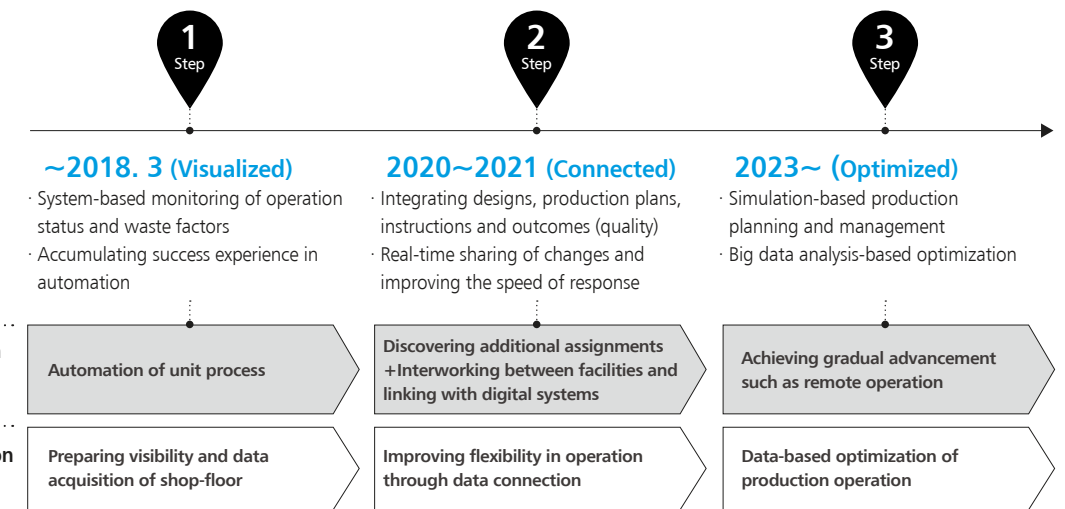 1
Step
2
Step
3
Step
~2018. 3 (Visualized)
· System-based monitoring of operation
status and waste factors
· Accumulating success experience in
automation
2020~2021 (Connected)
· Integrating designs, production plans,
instructions and outcomes (quality)
· Real-time sharing of changes and
improving the speed of response
2023~ (Optimized)
· Simulation-based production
planning and management
· Big data analysis-based optimization
Automation of unit process
Discovering additional assignments
+Interworking between facilities and
linking with digital systems
Achieving gradual advancement
such as remote operation
Preparing visibility and data
acquisition of shop-floor
Improving flexibility in operation
through data connection
Data-based optimization of
production operation